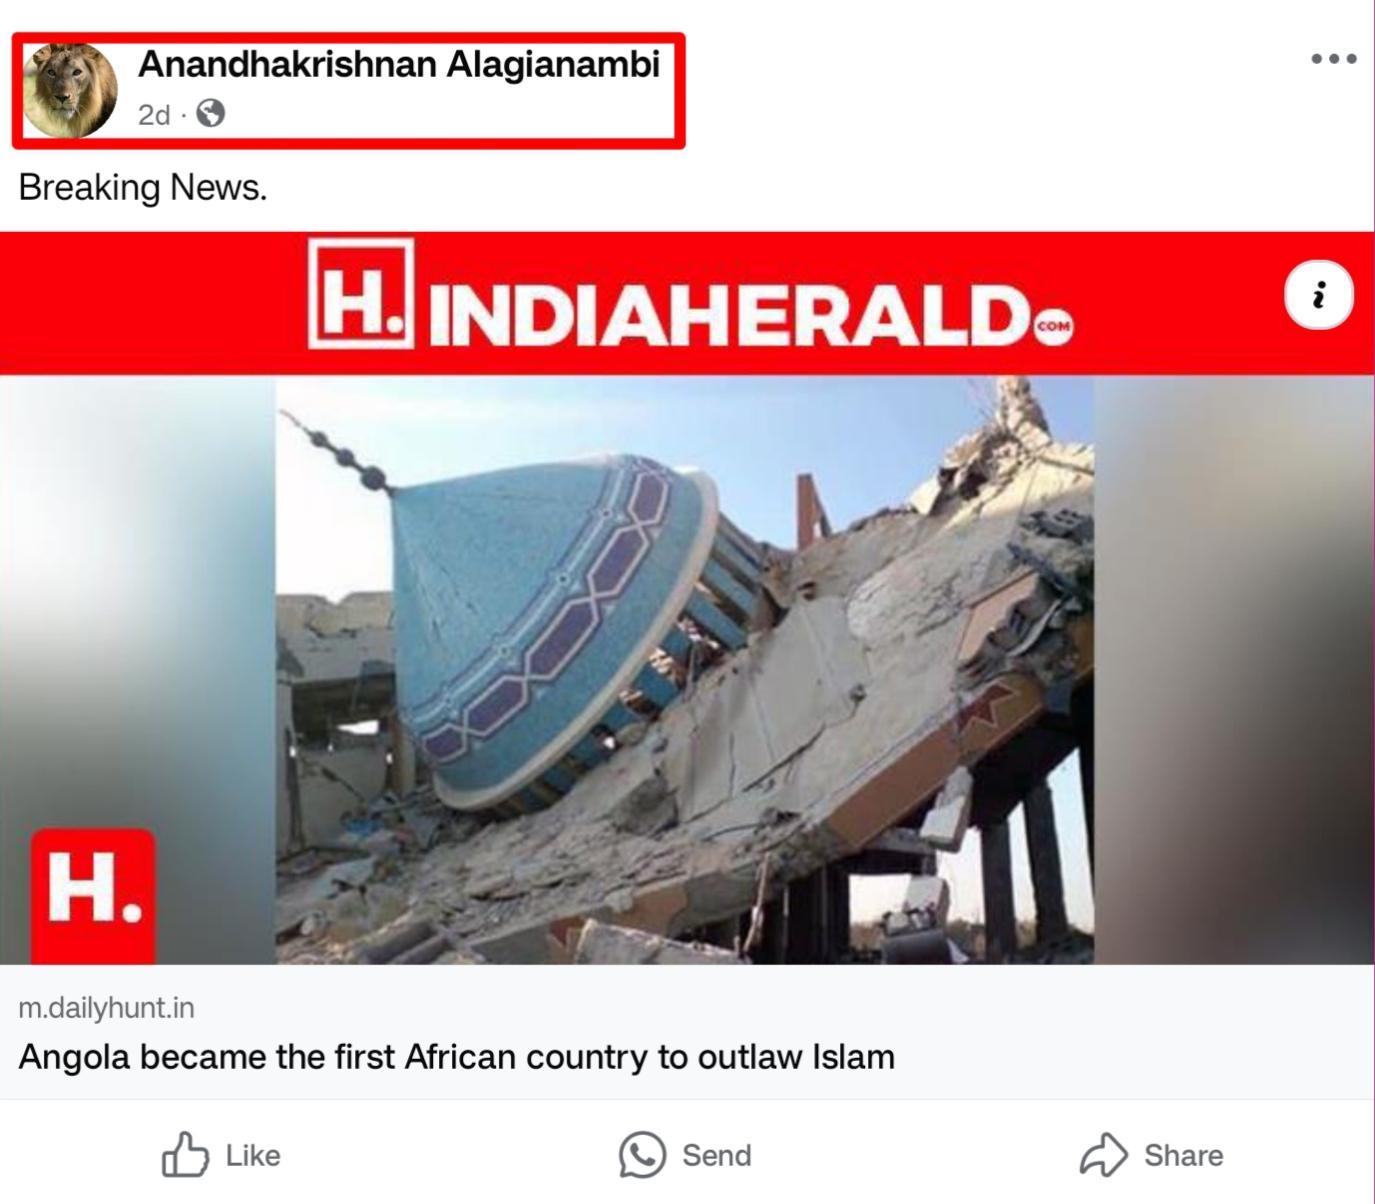 Anandhakrishnan Alagianambi
2d ·
Breaking News.
H. INDIAHERALD.COM
i
H.
m.dailyhunt.in
Angola became the first African country to outlaw Islam
Like
Send
Share